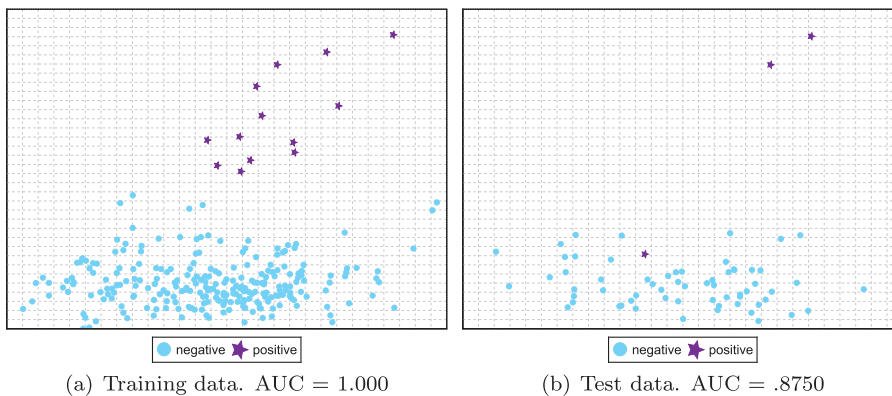 negative positive
negative positive
(a) Training data. AUC = 1.000
(b) Test data. AUC = .8750